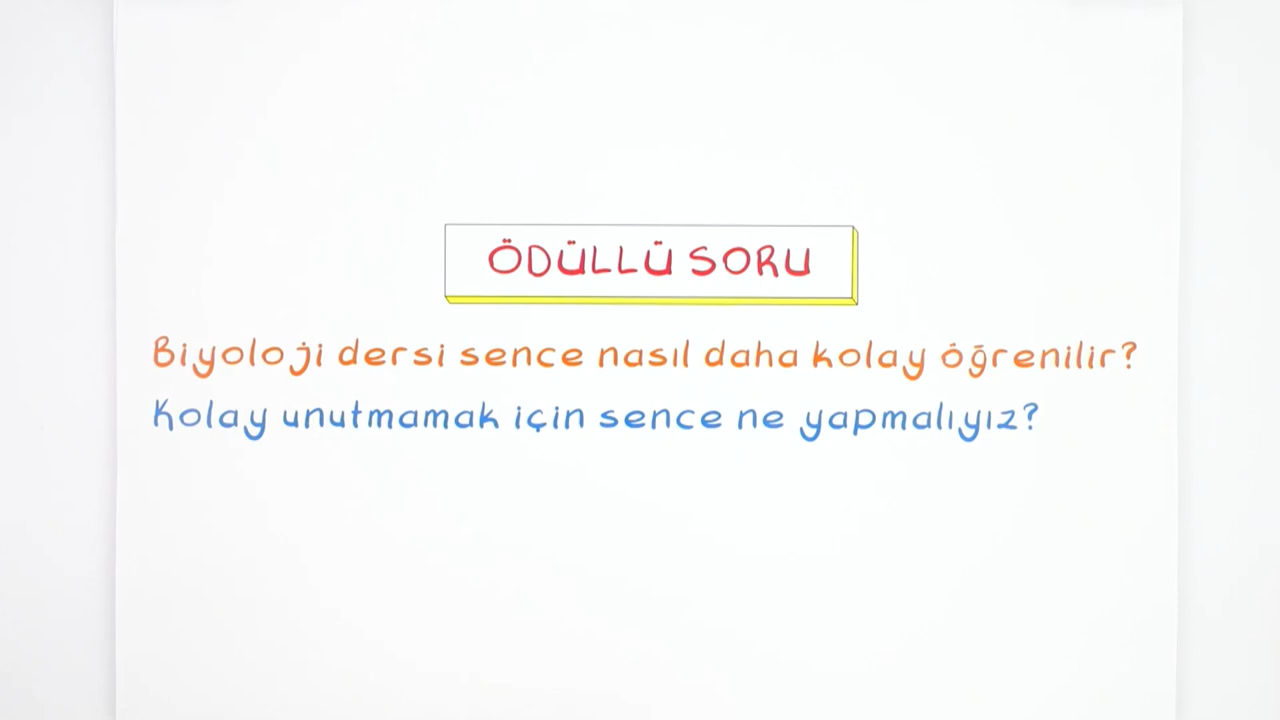 ÖDÜLLÜ SORU
Biyoloji dersi sence nasıl daha kolay öğrenilir?
Kolay unutmamak için sence ne yapmalıyız?